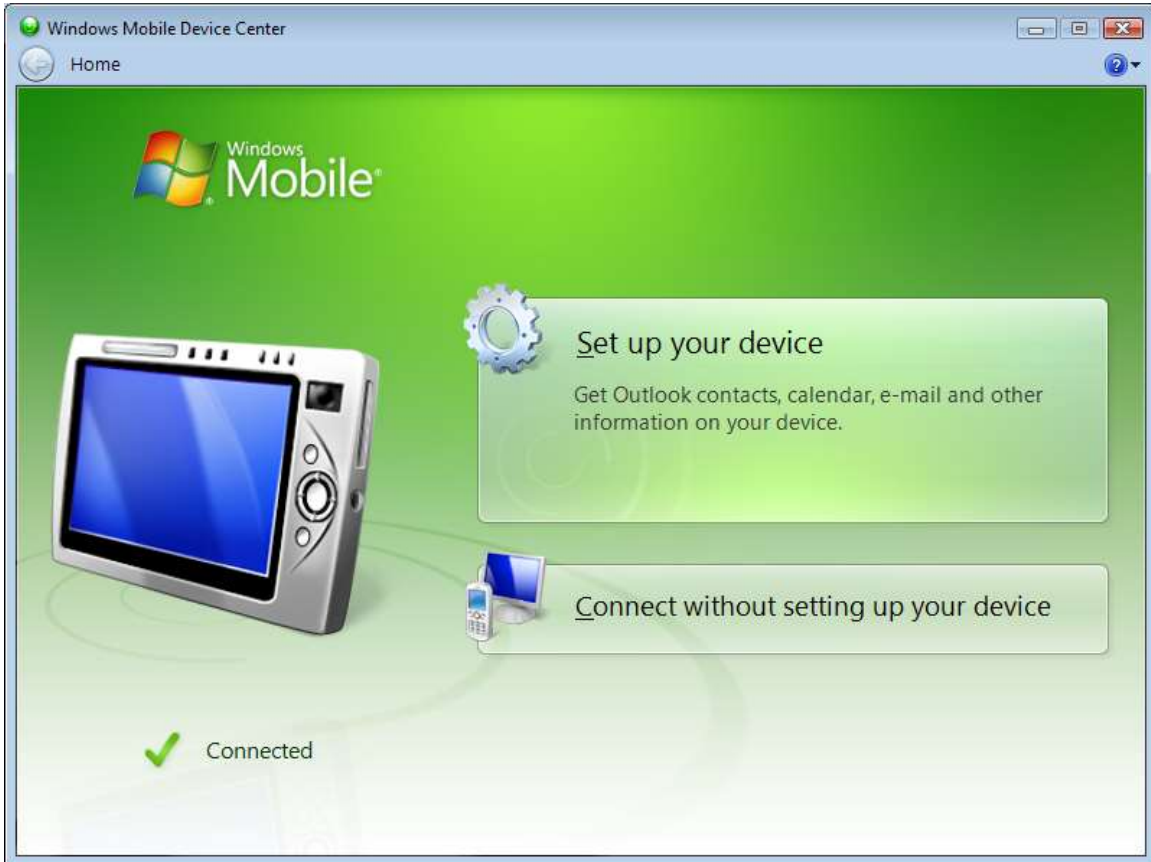 Windows Mobile Device Center
Home
Windows
Mobile®
Set up your device
Get Outlook contacts, calendar, e-mail and other
information on your device.
Connect without setting up your device
Connected